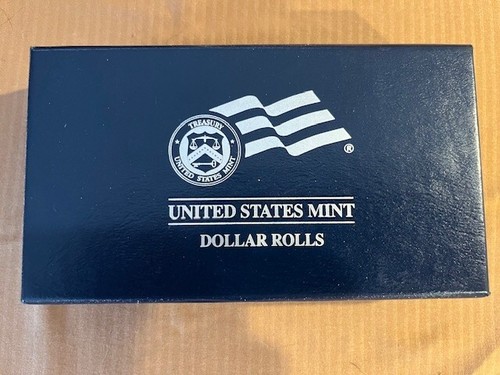 TREASURY
UNITED STATES MINT
®
UNITED STATES MINT
DOLLAR ROLLS